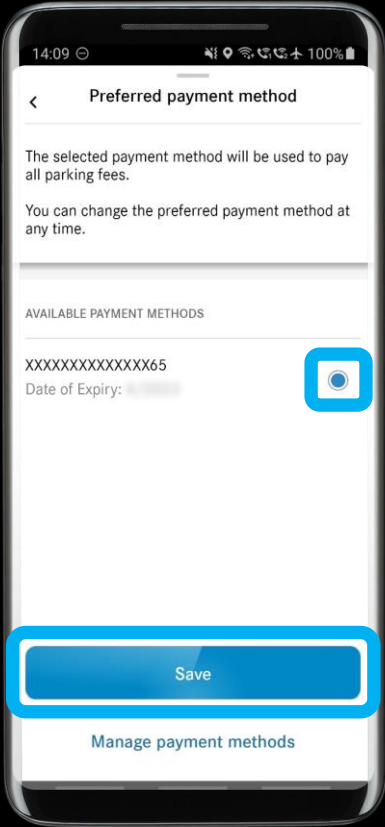 14:09 100%
Preferred payment method
The selected payment method will be used to pay
all parking fees.
You can change the preferred payment method at
any time.
AVAILABLE PAYMENT METHODS
XXXXXXXXXXXXXX65
Date of Expiry:
Save
Manage payment methods